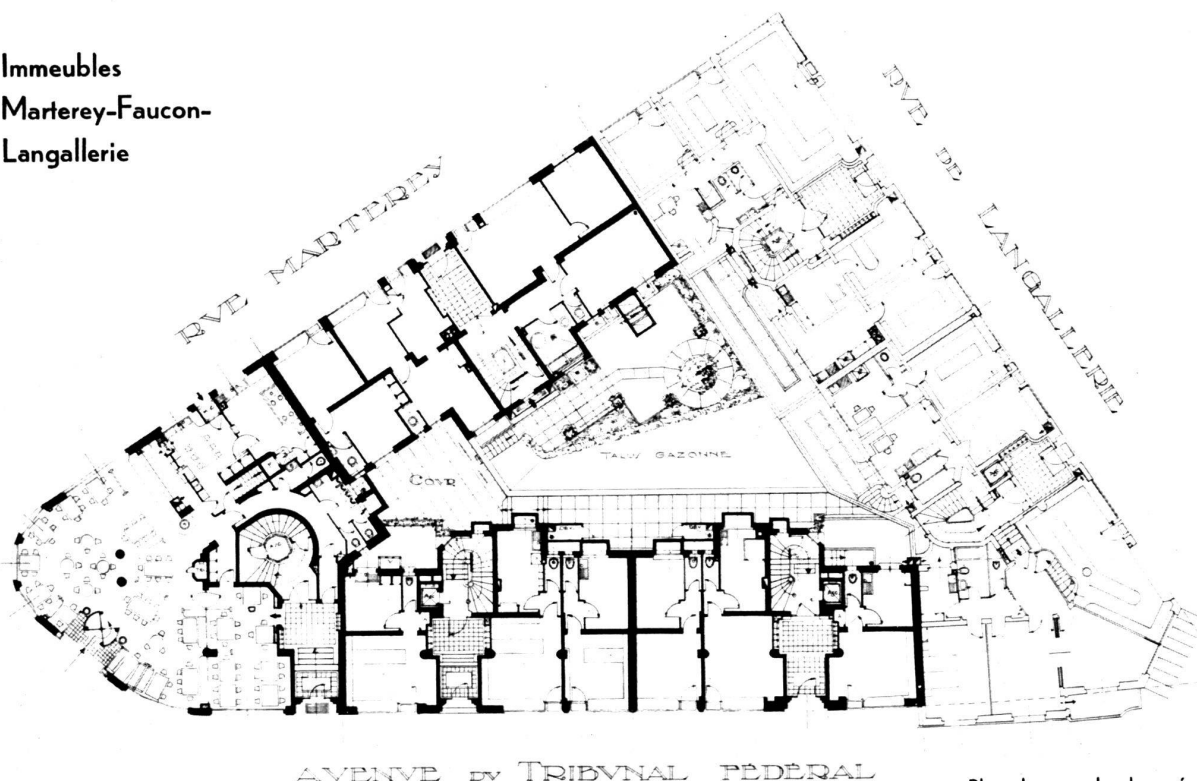 Immeubles
Marterey-Faucon-
Langallerie
RVE MARTEREY
RVE DE LANGALLERIE
COVR
TALVS GAZONNE
AVENVE DV TRIBVNAL FEDERAL